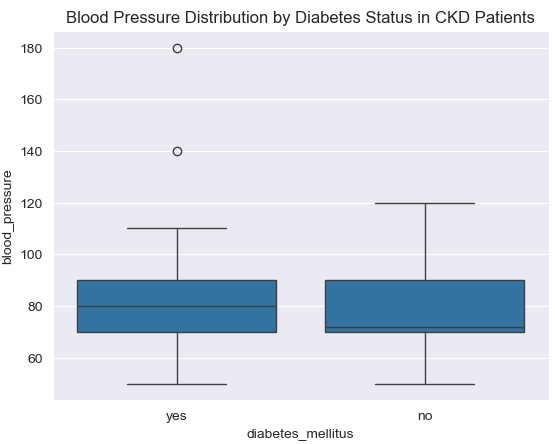 Blood Pressure Distribution by Diabetes Status in CKD Patients
180
160
140
120
100
80
60
blood_pressure
yes
no
diabetes_mellitus